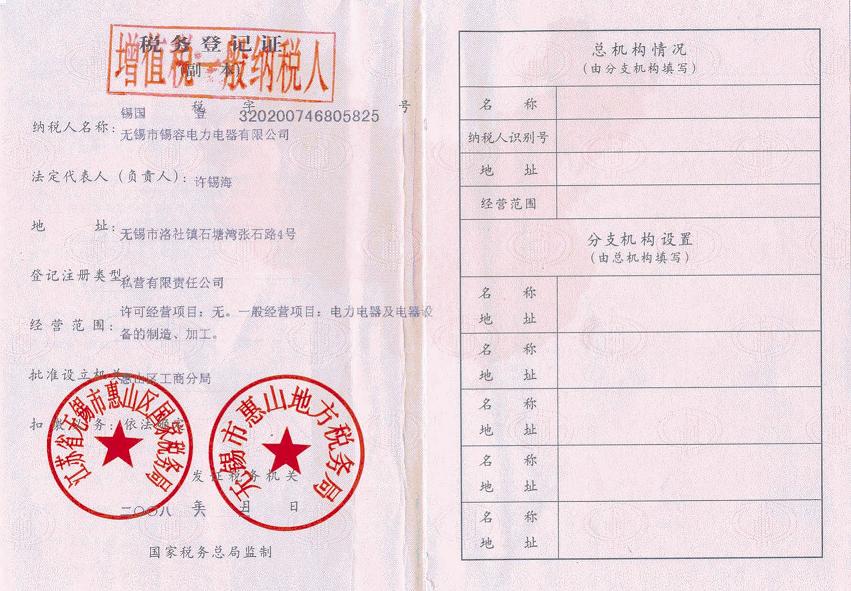 税务登记证
(副 本)
增值税一般纳税人
锡国 税 登 字 320200746805825 号
纳税人名称: 无锡市锡容电力电器有限公司
法定代表人(负责人): 许锡海
地 址: 无锡市洛社镇石塘湾张石路4号
登记注册类型: 私营有限责任公司
经营范围: 许可经营项目:无。一般经营项目:电力电器及电器设
备的制造、加工。
批准设立机关 惠山区工商分局
扣缴义务: 依法确定
江苏省无锡市惠山区国家税务局
无锡市惠山地方税务局
发证税务机关
二〇〇八 年 六 月 日
国家税务总局监制
总机构情况
(由分支机构填写)
名 称
纳税人识别号
地 址
经营范围
分支机构设置
(由总机构填写)
名 称
地 址
名 称
地 址
名 称
地 址
名 称
地 址
名 称
地 址